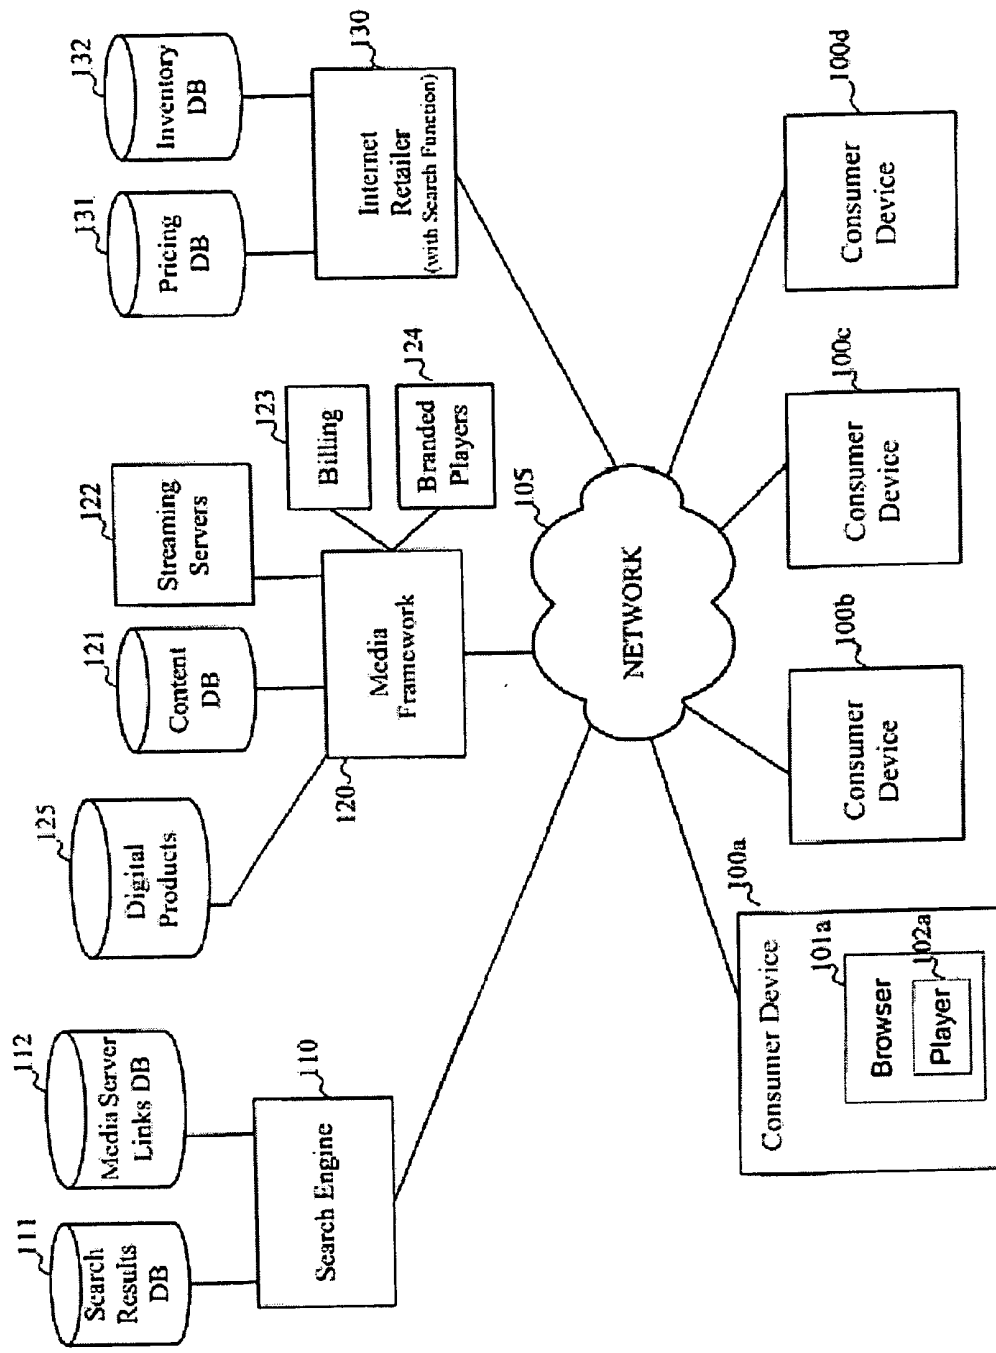 111
Search
Results
DB
112
Media Server
Links DB
110
Search Engine
125
Digital
Products
121
Content
DB
122
Streaming
Servers
123
Billing
124
Branded
Players
120
Media
Framework
131
Pricing
DB
132
Inventory
DB
130
Internet
Retailer
(with Search Function)
105
NETWORK
100a
Consumer Device
101a
Browser
102a
Player
100b
Consumer
Device
100c
Consumer
Device
100d
Consumer
Device